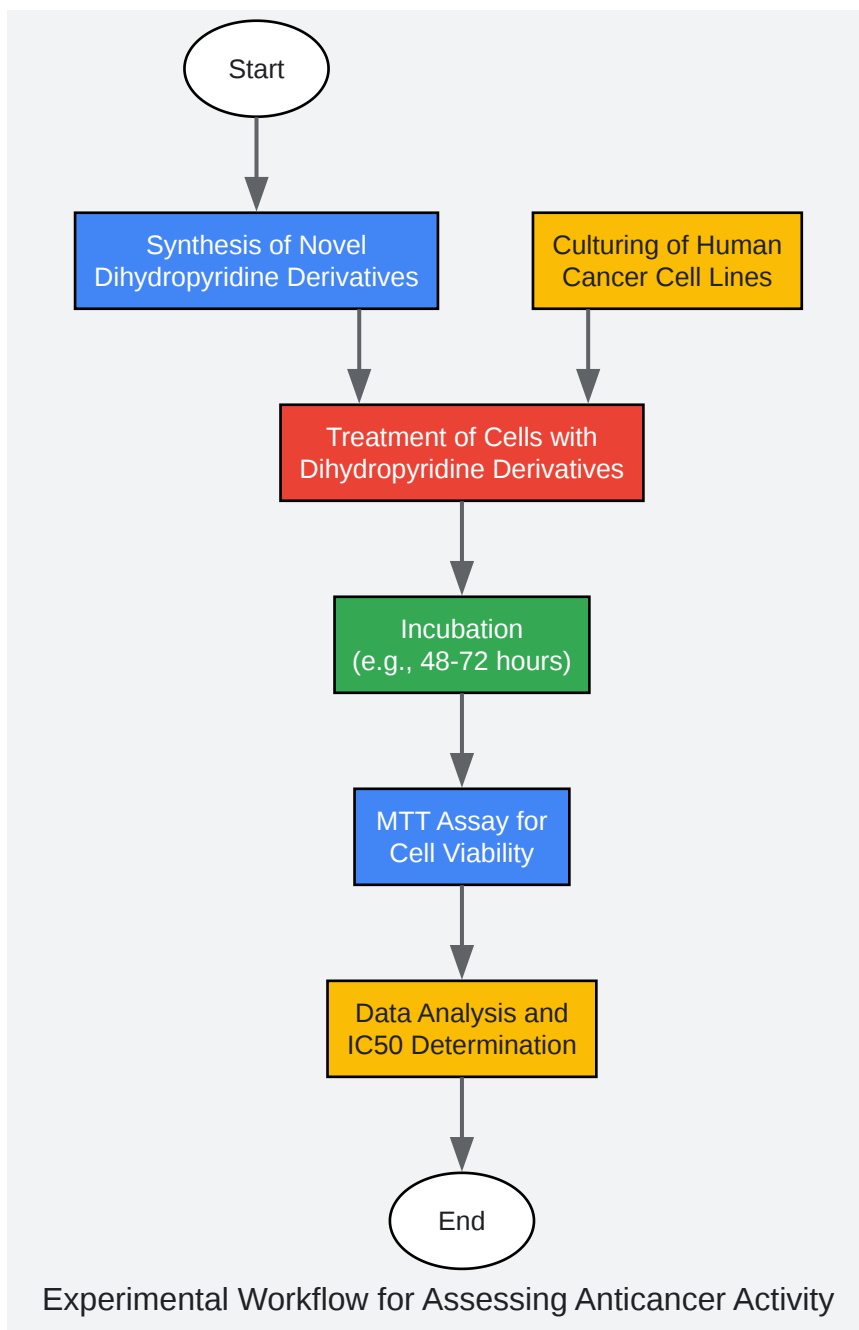 Start
Synthesis of Novel
Dihydropyridine Derivatives
Culturing of Human
Cancer Cell Lines
Treatment of Cells with
Dihydropyridine Derivatives
Incubation
(e.g., 48-72 hours)
MTT Assay for
Cell Viability
Data Analysis and
IC50 Determination
End
Experimental Workflow for Assessing Anticancer Activity